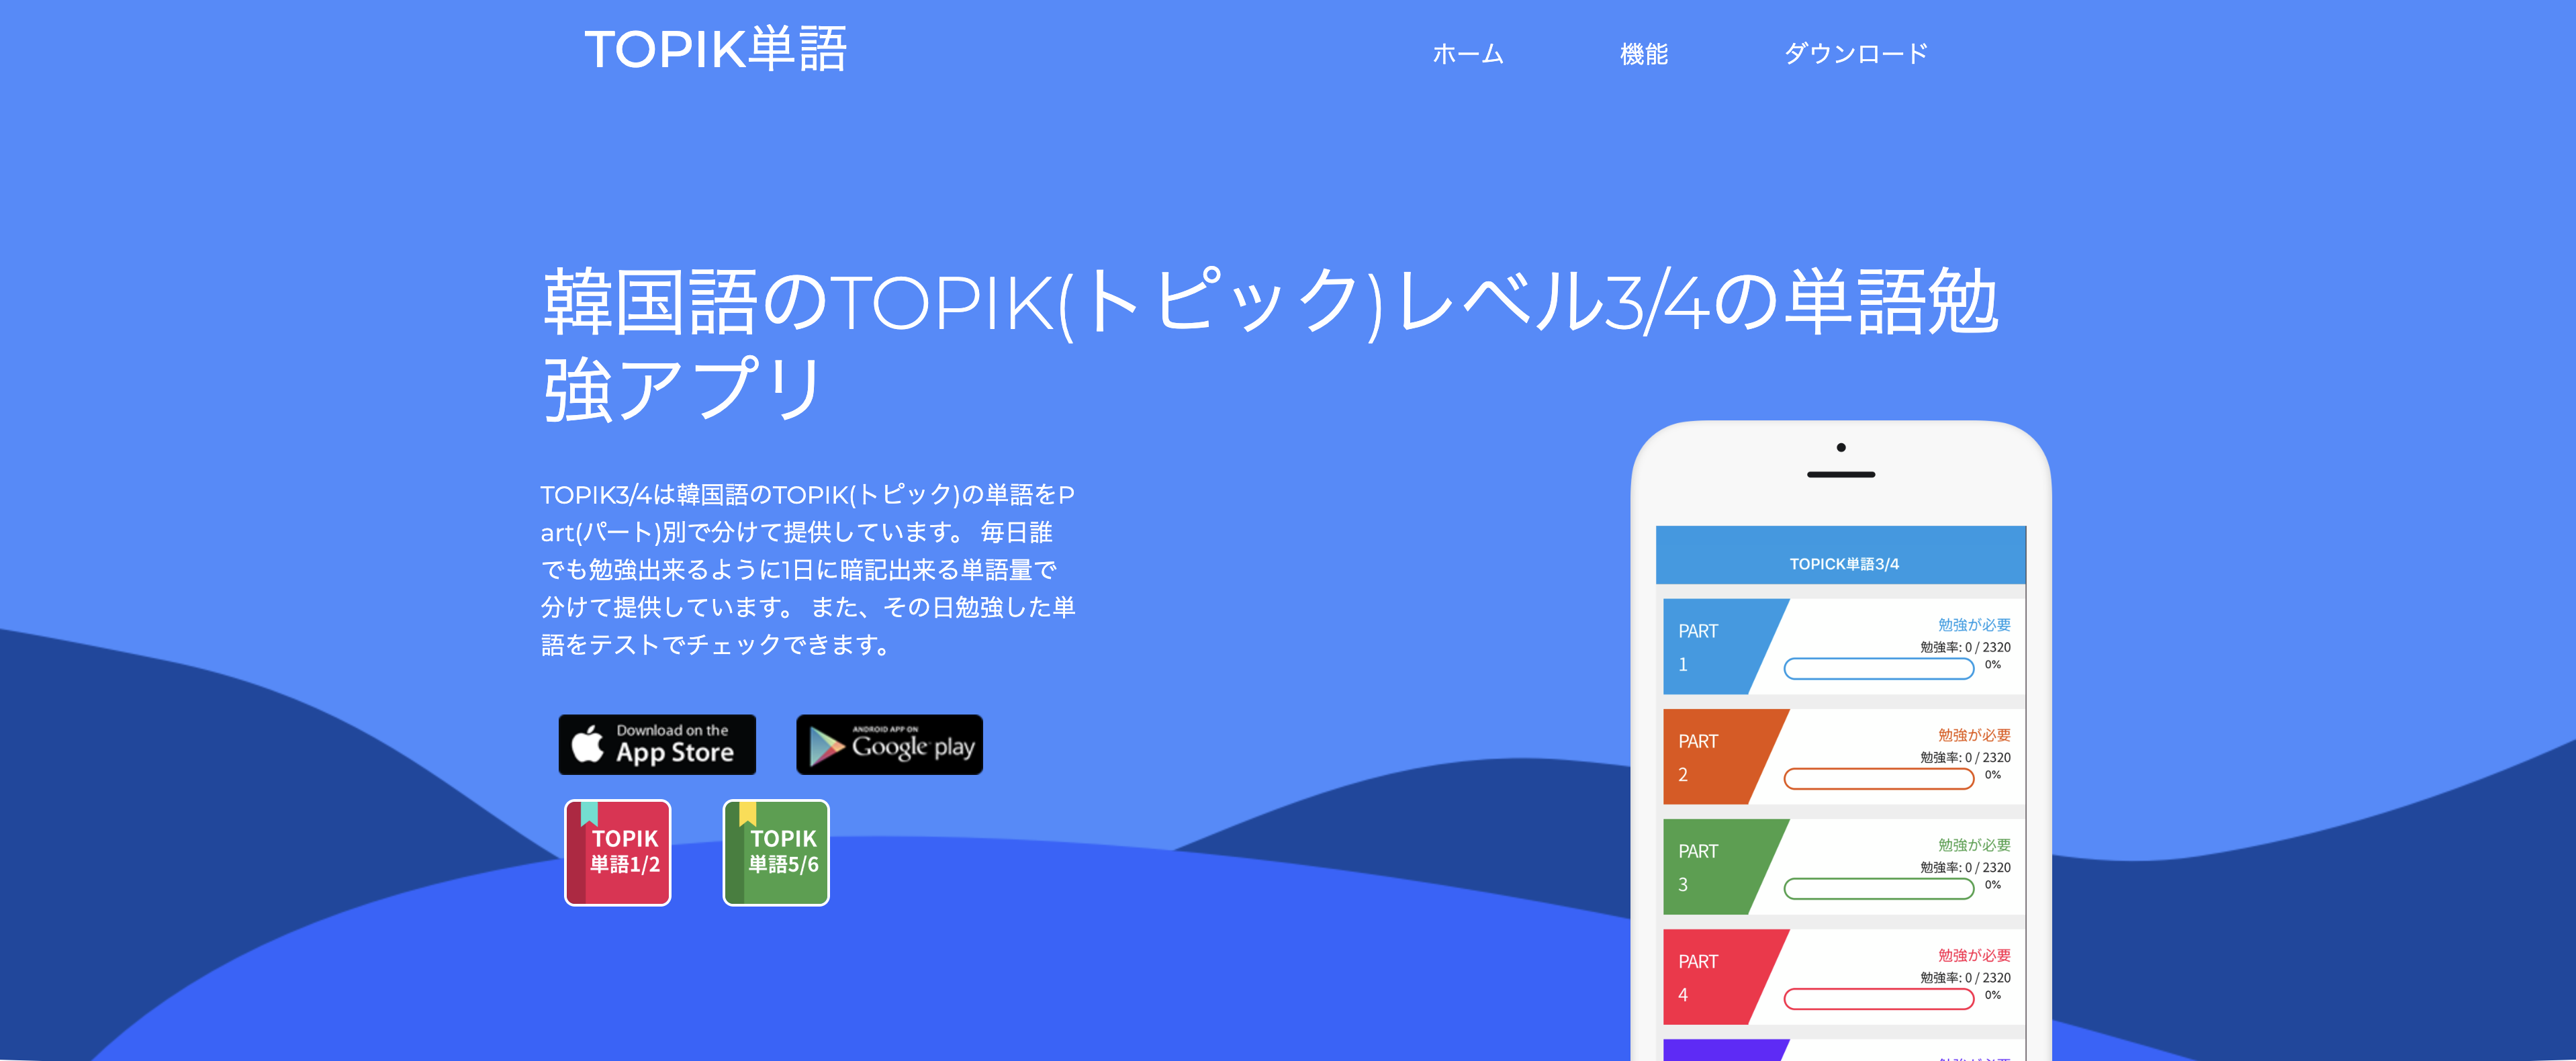 TOPIK単語
ホーム
機能
ダウンロード
韓国語のTOPIK(トピック)レベル3/4の単語勉
強アプリ
TOPIK3/4は韓国語のTOPIK(トピック)の単語をP
art(パート)別で分けて提供しています。 毎日誰
でも勉強出来るように1日に暗記出来る単語量で
分けて提供しています。 また、その日勉強した単
語をテストでチェックできます。
Download on the
App Store
ANDROID APP ON
Google play
TOPIK
単語1/2
TOPIK
単語5/6
TOPICK単語3/4
PART
1
勉強が必要
勉強率: 0 / 2320
0%
PART
2
勉強が必要
勉強率: 0 / 2320
0%
PART
3
勉強が必要
勉強率: 0 / 2320
0%
PART
4
勉強が必要
勉強率: 0 / 2320
0%